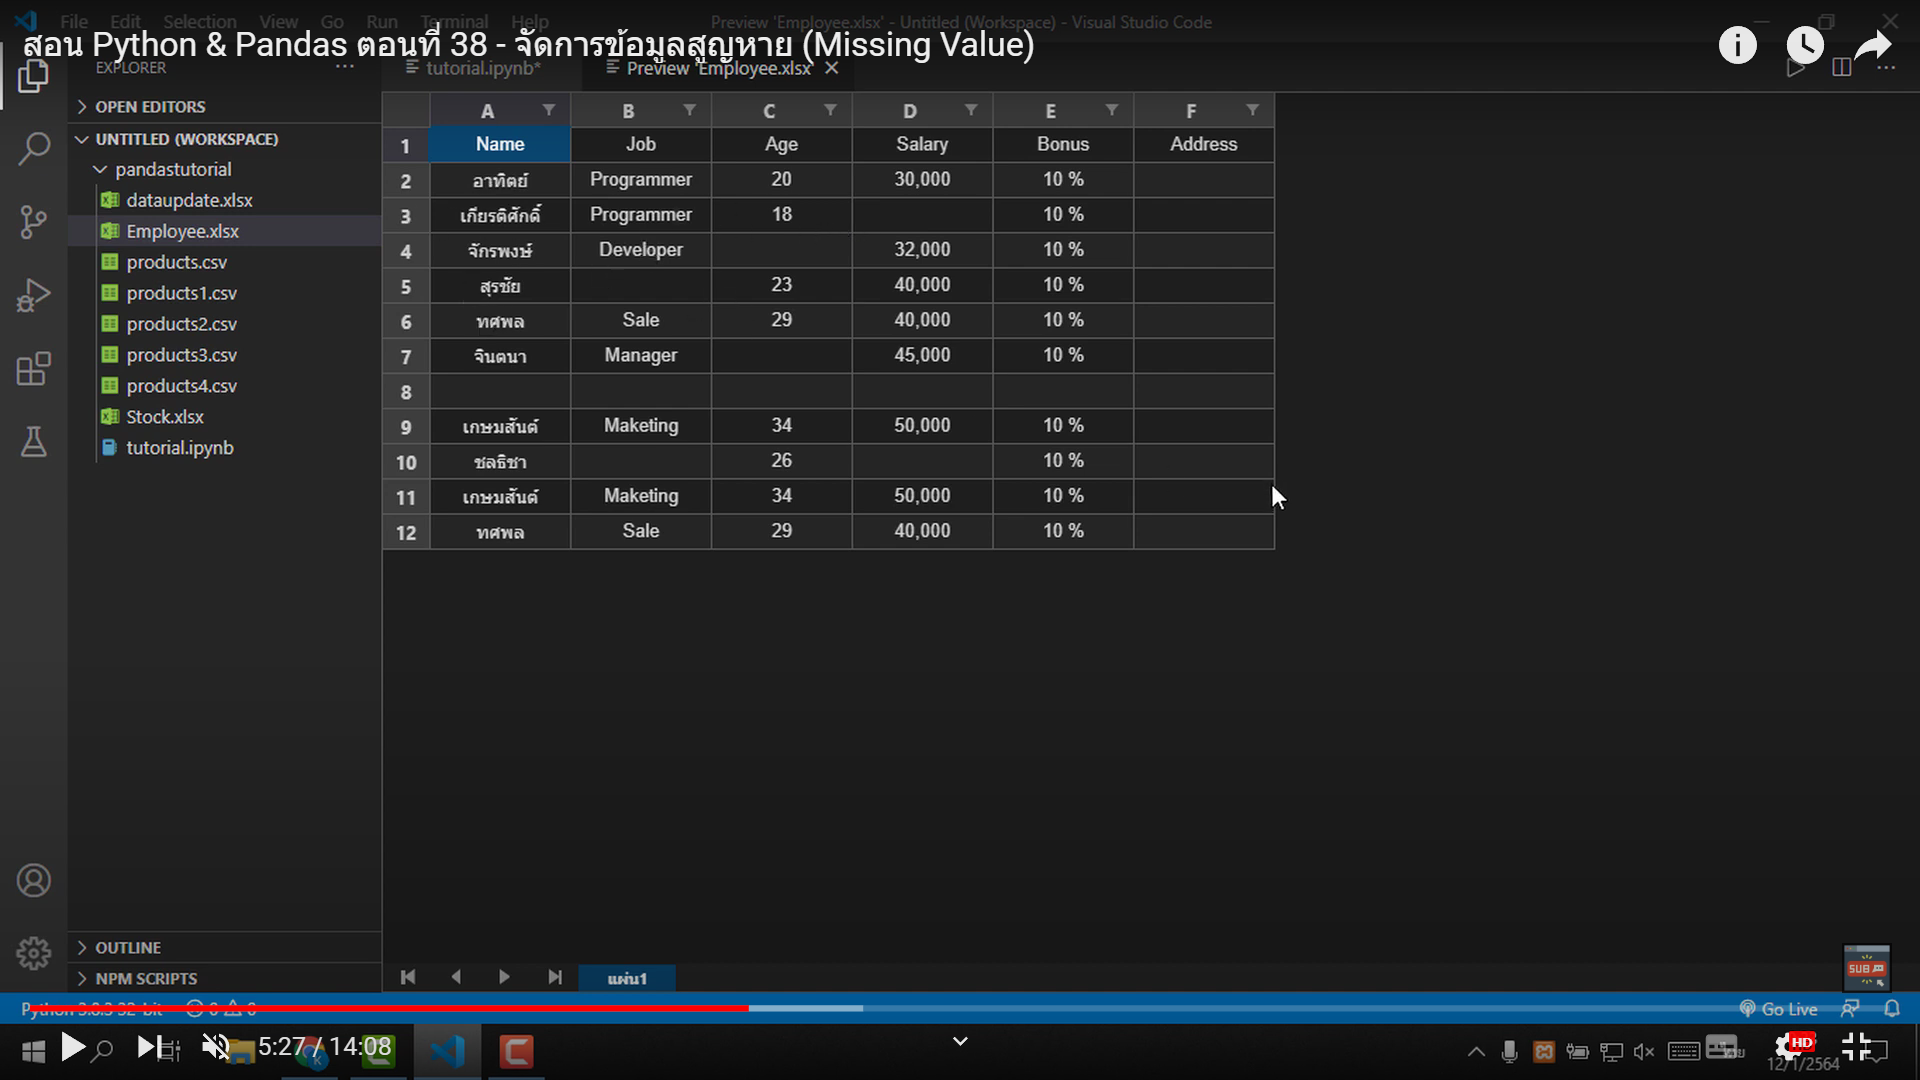 File Edit Selection View Go Run Terminal Help
Preview 'Employee.xlsx' - Untitled (Workspace) - Visual Studio Code
สอน Python & Pandas ตอนที่ 38 - จัดการข้อมูลสูญหาย (Missing Value)
EXPLORER
tutorial.ipynb*
Preview 'Employee.xlsx'
OPEN EDITORS
UNTITLED (WORKSPACE)
pandastutorial
dataupdate.xlsx
Employee.xlsx
products.csv
products1.csv
products2.csv
products3.csv
products4.csv
Stock.xlsx
tutorial.ipynb
A B C D E F
1 Name Job Age Salary Bonus Address
2 อาทิตย์ Programmer 20 30,000 10 %
3 เกียรติศักดิ์ Programmer 18 10 %
4 จักรพงษ์ Developer 32,000 10 %
5 สุรชัย 23 40,000 10 %
6 ทศพล Sale 29 40,000 10 %
7 จินตนา Manager 45,000 10 %
8
9 เกษมสันต์ Maketing 34 50,000 10 %
10 ชลธิชา 26 10 %
11 เกษมสันต์ Maketing 34 50,000 10 %
12 ทศพล Sale 29 40,000 10 %
OUTLINE
NPM SCRIPTS
แผ่น1
SUB
Python 3.8.3 32-bit 0 0
Go Live
5:27 / 14:08
HD
12/1/2564